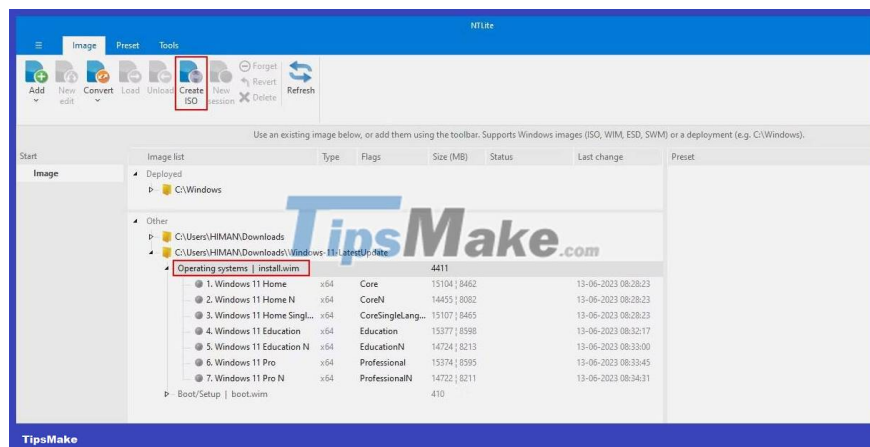 NTLite
Image Preset Tools
Add New edit Convert Load Unload Create ISO New session Forget Revert Delete Refresh
Use an existing image below, or add them using the toolbar. Supports Windows images (ISO, WIM, ESD, SWM) or a deployment (e.g. C:\Windows).
Start Image list Type Flags Size (MB) Status Last change Preset
Image Deployed
C:\Windows
Other
C:\Users\HIMAN\Downloads
C:\Users\HIMAN\Downloads\Windows-11-LatestUpdate
TipsMake.com
Operating systems | install.wim 4411
1. Windows 11 Home x64 Core 15104 ¦ 8462 13-06-2023 08:28:23
2. Windows 11 Home N x64 CoreN 14455 ¦ 8082 13-06-2023 08:28:23
3. Windows 11 Home Singl... x64 CoreSingleLang... 15107 ¦ 8465 13-06-2023 08:28:23
4. Windows 11 Education x64 Education 15377 ¦ 8598 13-06-2023 08:32:17
5. Windows 11 Education N x64 EducationN 14724 ¦ 8213 13-06-2023 08:33:00
6. Windows 11 Pro x64 Professional 15374 ¦ 8595 13-06-2023 08:33:45
7. Windows 11 Pro N x64 ProfessionalN 14722 ¦ 8211 13-06-2023 08:34:31
Boot/Setup | boot.wim 410
TipsMake